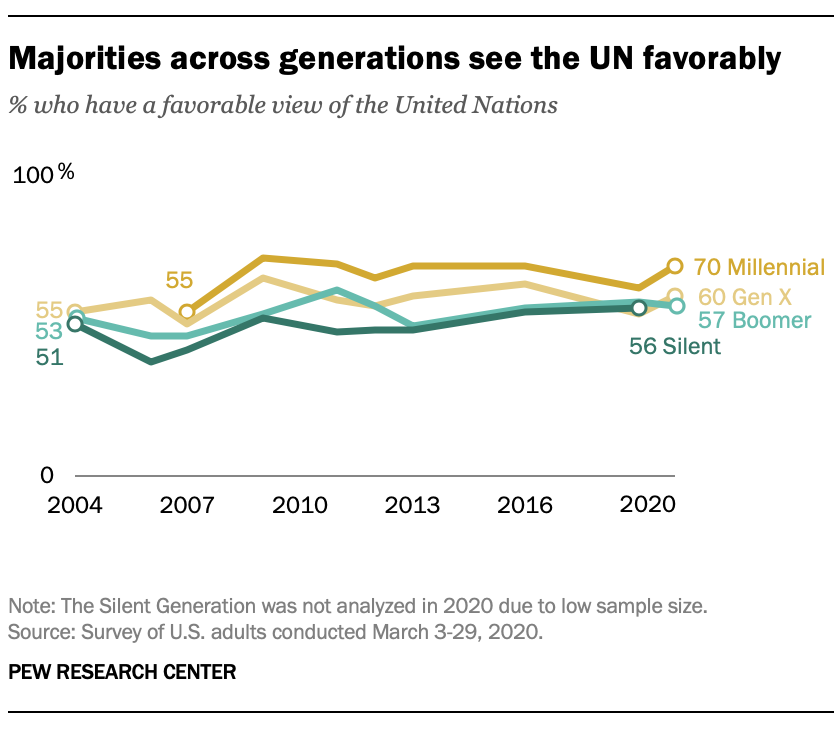 Majorities across generations see the UN favorably
% who have a favorable view of the United Nations
100 %
55
70 Millennial
55
60 Gen X
53
57 Boomer
51
56 Silent
0
2004 2007 2010 2013 2016 2020
Note: The Silent Generation was not analyzed in 2020 due to low sample size.
Source: Survey of U.S. adults conducted March 3-29, 2020.
PEW RESEARCH CENTER